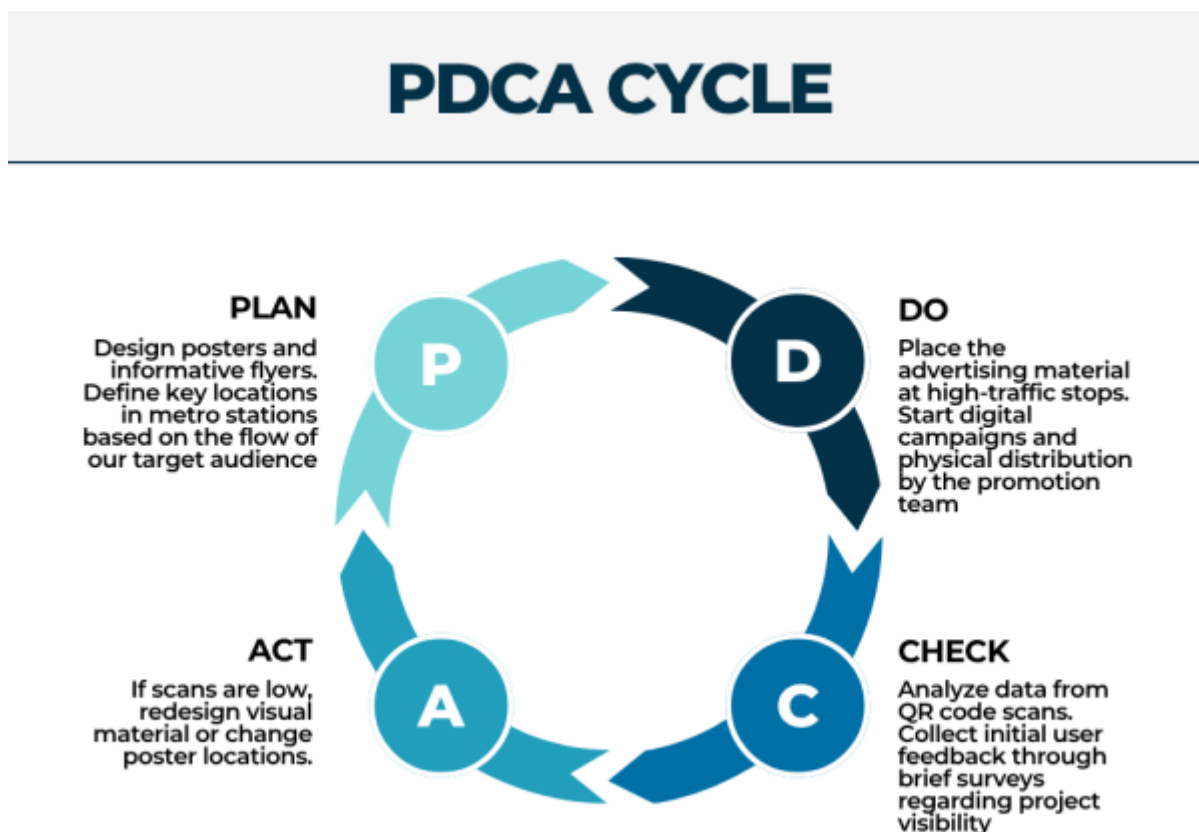 PDCA CYCLE
PLAN
Design posters and
informative flyers.
Define key locations
in metro stations
based on the flow of
our target audience
P
D
DO
Place the
advertising material
at high-traffic stops.
Start digital
campaigns and
physical distribution
by the promotion
team
ACT
If scans are low,
redesign visual
material or change
poster locations.
A
C
CHECK
Analyze data from
QR code scans.
Collect initial user
feedback through
brief surveys
regarding project
visibility